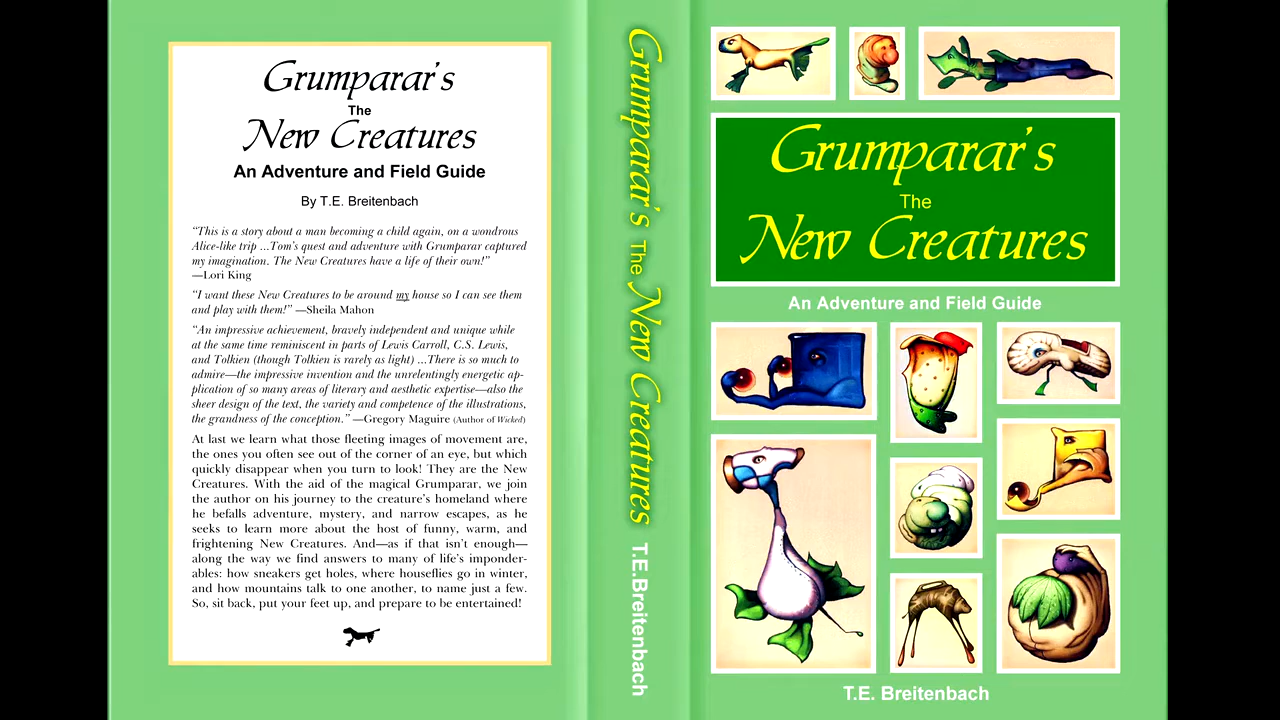 Grumparar's
The
New Creatures
An Adventure and Field Guide
By T.E. Breitenbach
“This is a story about a man becoming a child again, on a wondrous
Alice-like trip ...Tom’s quest and adventure with Grumparar captured
my imagination. The New Creatures have a life of their own!”
—Lori King
“I want these New Creatures to be around my house so I can see them
and play with them!” —Sheila Mahon
“An impressive achievement, bravely independent and unique while
at the same time reminiscent in parts of Lewis Carroll, C.S. Lewis,
and Tolkien (though Tolkien is rarely as light) ...There is so much to
admire—the impressive invention and the unrelentingly energetic ap-
plication of so many areas of literary and aesthetic expertise—also the
sheer design of the text, the variety and competence of the illustrations,
the grandness of the conception.” —Gregory Maguire (Author of Wicked)
At last we learn what those fleeting images of movement are,
the ones you often see out of the corner of an eye, but which
quickly disappear when you turn to look! They are the New
Creatures. With the aid of the magical Grumparar, we join
the author on his journey to the creature’s homeland where
he befalls adventure, mystery, and narrow escapes, as he
seeks to learn more about the host of funny, warm, and
frightening New Creatures. And—as if that isn’t enough—
along the way we find answers to many of life’s imponder-
ables: how sneakers get holes, where houseflies go in winter,
and how mountains talk to one another, to name just a few.
So, sit back, put your feet up, and prepare to be entertained!
Grumparar's The New Creatures T.E.Breitenbach
Grumparar's
The
New Creatures
An Adventure and Field Guide
T.E. Breitenbach